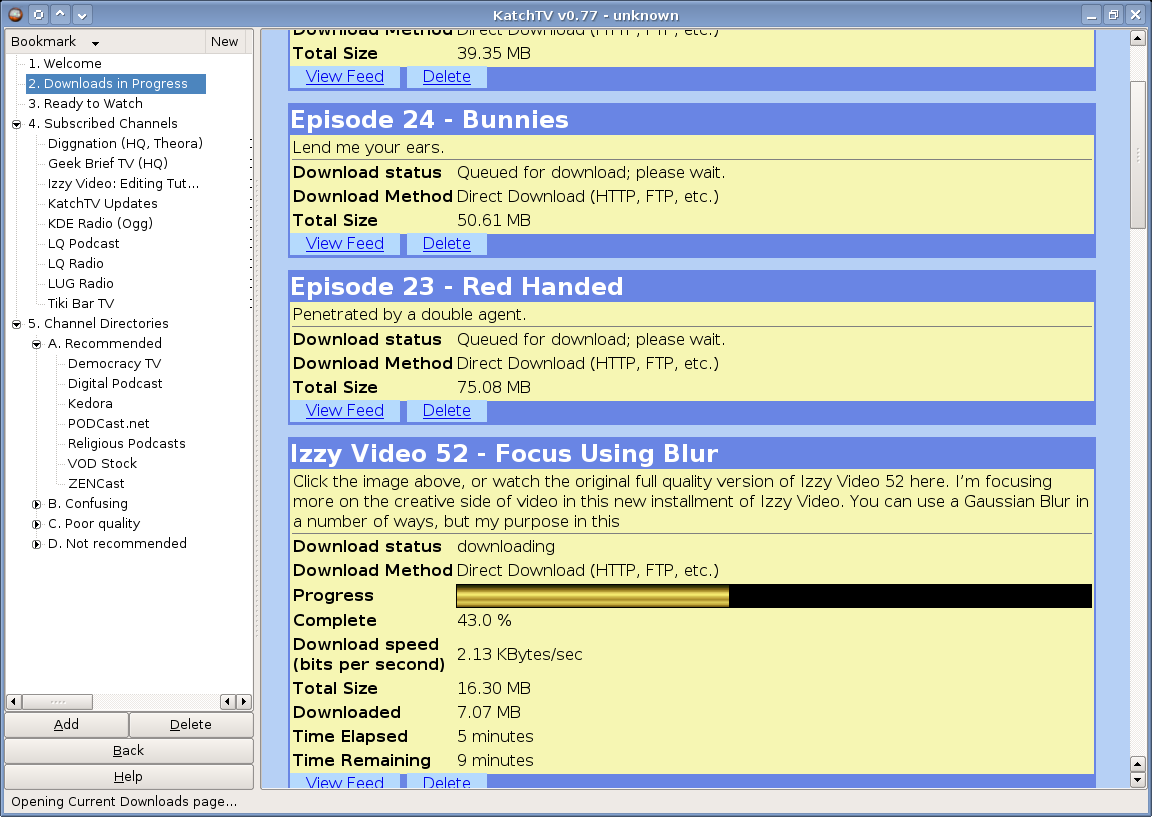 KatchTV v0.77 - unknown
Bookmark
New
1. Welcome
2. Downloads in Progress
3. Ready to Watch
4. Subscribed Channels
Diggnation (HQ, Theora)
Geek Brief TV (HQ)
Izzy Video: Editing Tut...
KatchTV Updates
KDE Radio (Ogg)
LQ Podcast
LQ Radio
LUG Radio
Tiki Bar TV
5. Channel Directories
A. Recommended
Democracy TV
Digital Podcast
Kedora
PODCast.net
Religious Podcasts
VOD Stock
ZENCast
B. Confusing
C. Poor quality
D. Not recommended
Add Delete
Back
Help
Download Method Direct Download (HTTP, FTP, etc.)
Total Size 39.35 MB
View Feed Delete
Episode 24 - Bunnies
Lend me your ears.
Download status Queued for download; please wait.
Download Method Direct Download (HTTP, FTP, etc.)
Total Size 50.61 MB
View Feed Delete
Episode 23 - Red Handed
Penetrated by a double agent.
Download status Queued for download; please wait.
Download Method Direct Download (HTTP, FTP, etc.)
Total Size 75.08 MB
View Feed Delete
Izzy Video 52 - Focus Using Blur
Click the image above, or watch the original full quality version of Izzy Video 52 here. I'm focusing
more on the creative side of video in this new installment of Izzy Video. You can use a Gaussian Blur in
a number of ways, but my purpose in this
Download status downloading
Download Method Direct Download (HTTP, FTP, etc.)
Progress
Complete 43.0 %
Download speed
(bits per second) 2.13 KBytes/sec
Total Size 16.30 MB
Downloaded 7.07 MB
Time Elapsed 5 minutes
Time Remaining 9 minutes
View Feed Delete
Opening Current Downloads page...